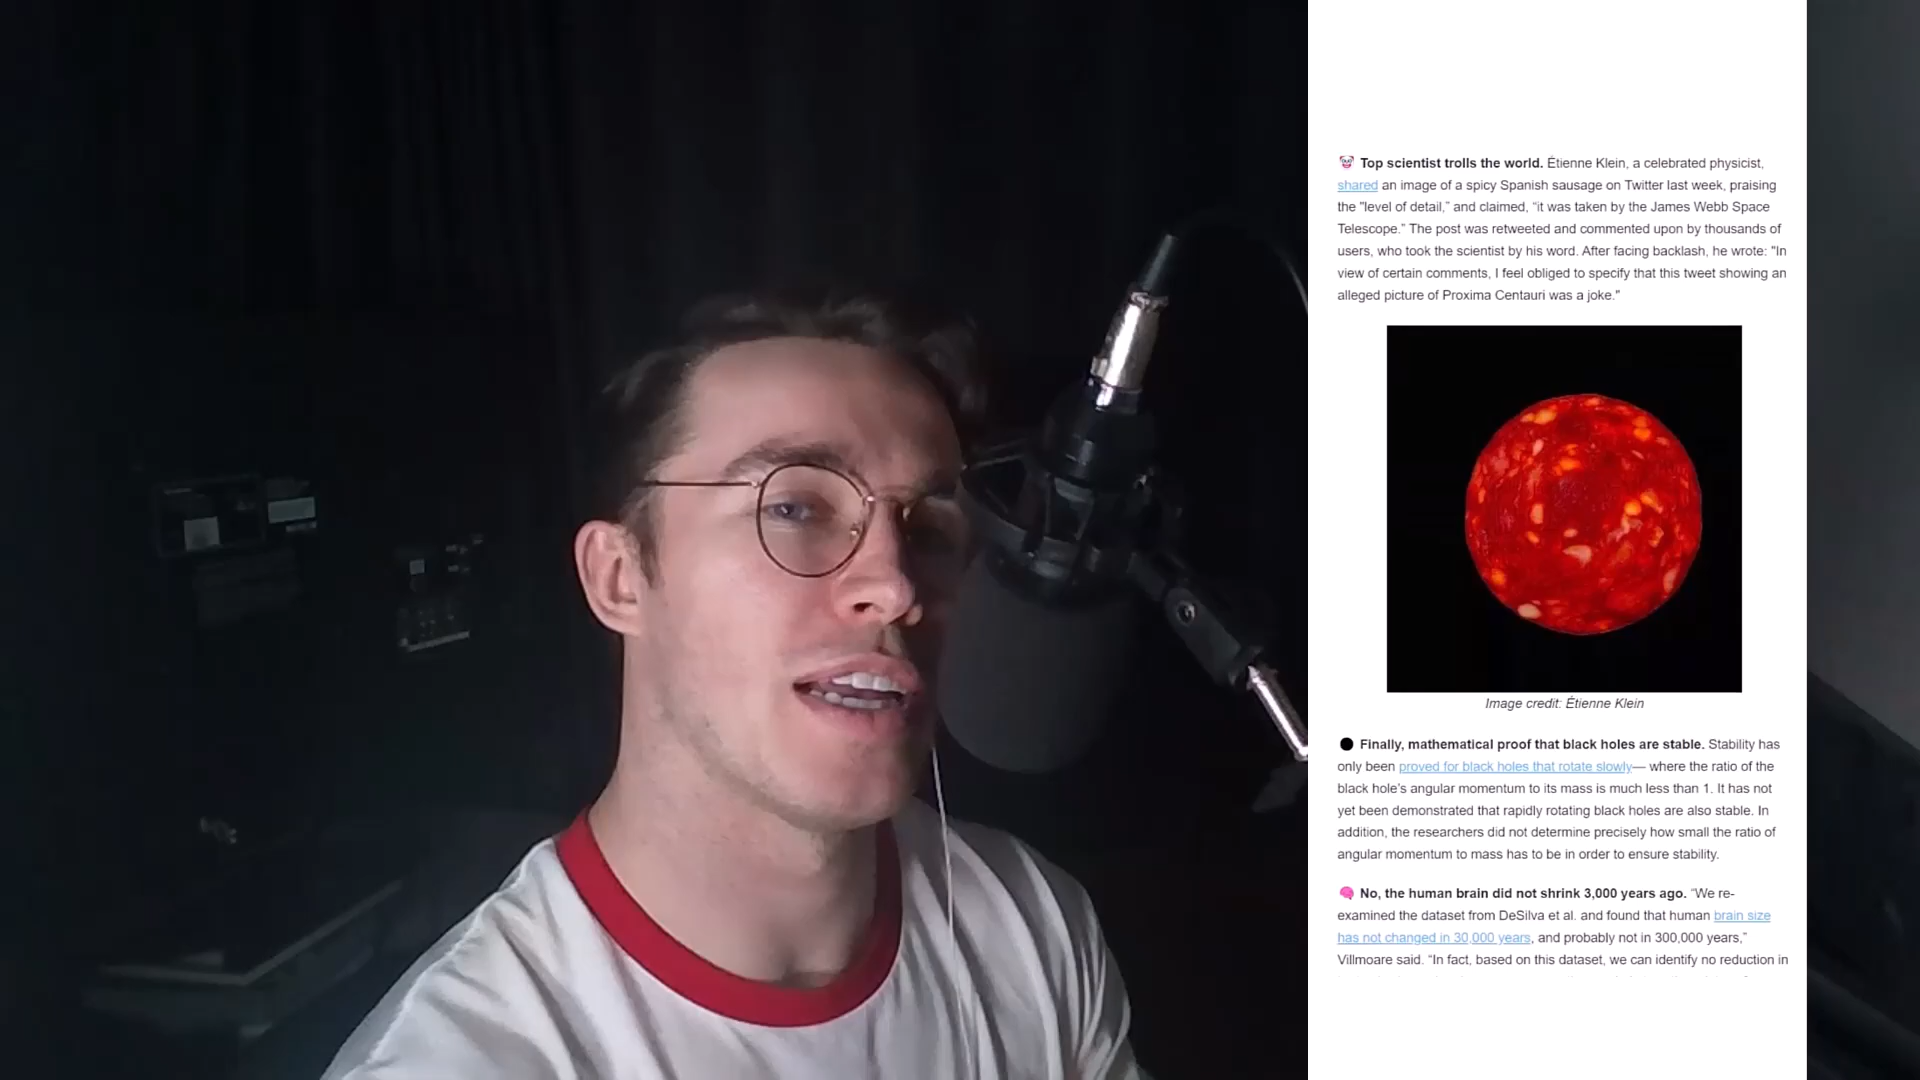 Top scientist trolls the world. Étienne Klein, a celebrated physicist,
shared an image of a spicy Spanish sausage on Twitter last week, praising
the "level of detail,” and claimed, “it was taken by the James Webb Space
Telescope.” The post was retweeted and commented upon by thousands of
users, who took the scientist by his word. After facing backlash, he wrote: "In
view of certain comments, I feel obliged to specify that this tweet showing an
alleged picture of Proxima Centauri was a joke."
Image credit: Étienne Klein
Finally, mathematical proof that black holes are stable. Stability has
only been proved for black holes that rotate slowly— where the ratio of the
black hole’s angular momentum to its mass is much less than 1. It has not
yet been demonstrated that rapidly rotating black holes are also stable. In
addition, the researchers did not determine precisely how small the ratio of
angular momentum to mass has to be in order to ensure stability.
No, the human brain did not shrink 3,000 years ago. “We re-
examined the dataset from DeSilva et al. and found that human brain size
has not changed in 30,000 years, and probably not in 300,000 years,”
Villmoare said. “In fact, based on this dataset, we can identify no reduction in